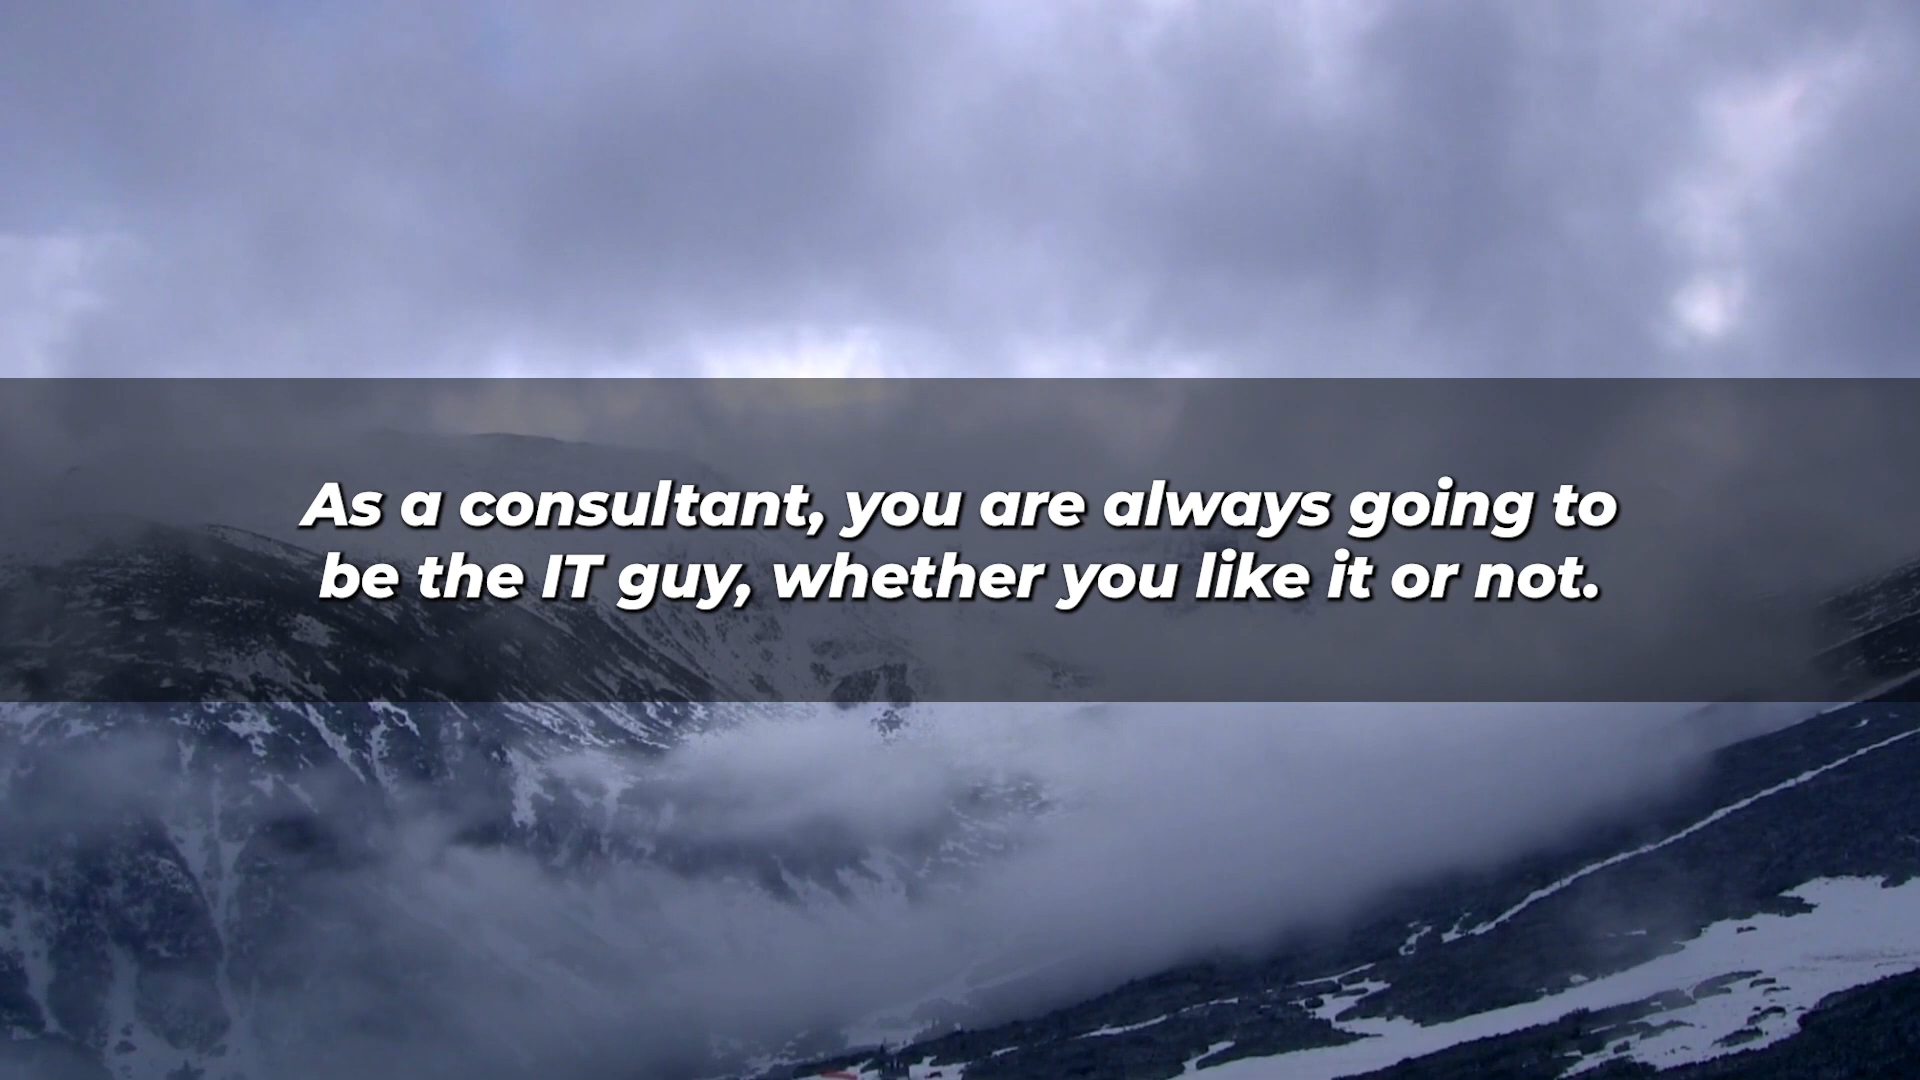 As a consultant, you are always going to
be the IT guy, whether you like it or not.